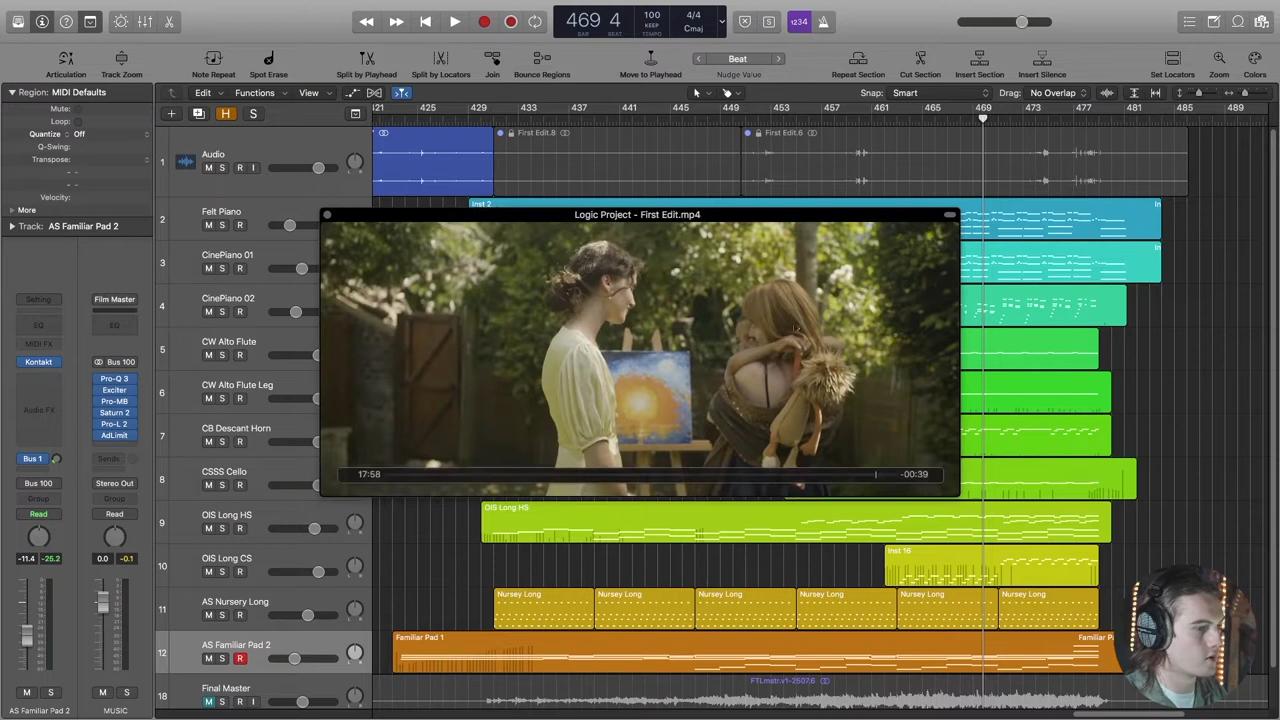 469 4
100
4/4
BAR
BEAT
KEEP
TEMPO
Cmaj
1234
Articulation
Track Zoom
Note Repeat
Spot Erase
Split by Playhead
Split by Locators
Join
Bounce Regions
Move to Playhead
Beat
Nudge Value
Repeat Section
Cut Section
Insert Section
Insert Silence
Set Locators
Zoom
Colors
Region: MIDI Defaults
Edit
Functions
View
Snap: Smart
Drag: No Overlap
Mute:
Loop:
Quantize Off
Q-Swing:
Transpose:
Velocity:
More
Track: AS Familiar Pad 2
H S
421 425 429 433 437 441 445 449 453 457 461 465 469 473 477 481 485 489
First Edit.8
First Edit.6
1 Audio
M S R I
2 Felt Piano
M S R
Inst 2
3 CinePiano 01
M S R
4 CinePiano 02
M S R
5 CW Alto Flute
M S R
6 CW Alto Flute Leg
M S R
7 CB Descant Horn
M S R
8 CSSS Cello
M S R
9 OIS Long HS
M S R
OIS Long HS
10 OIS Long CS
M S R
Inst 16
11 AS Nursery Long
M S R
Nursey Long
Nursey Long
Nursey Long
Nursey Long
Nursey Long
Nursey Long
12 AS Familiar Pad 2
M S R
Familiar Pad 1
Familiar P
18 Final Master
M S R I
FTLmstr.v1-2507.6
Logic Project - First Edit.mp4
17:58
-00:39
Setting
Film Master
EQ
EQ
MIDI FX
Kontakt
Bus 100
Audio FX
Pro-Q 3
Exciter
Pro-MB
Saturn 2
Pro-L 2
AdLimit
Bus 1
Sends
Bus 100
Stereo Out
Group
Group
Read
Read
-11.4 -25.2
0.0 -0.1
M S
M S
AS Familiar Pad 2
MUSIC